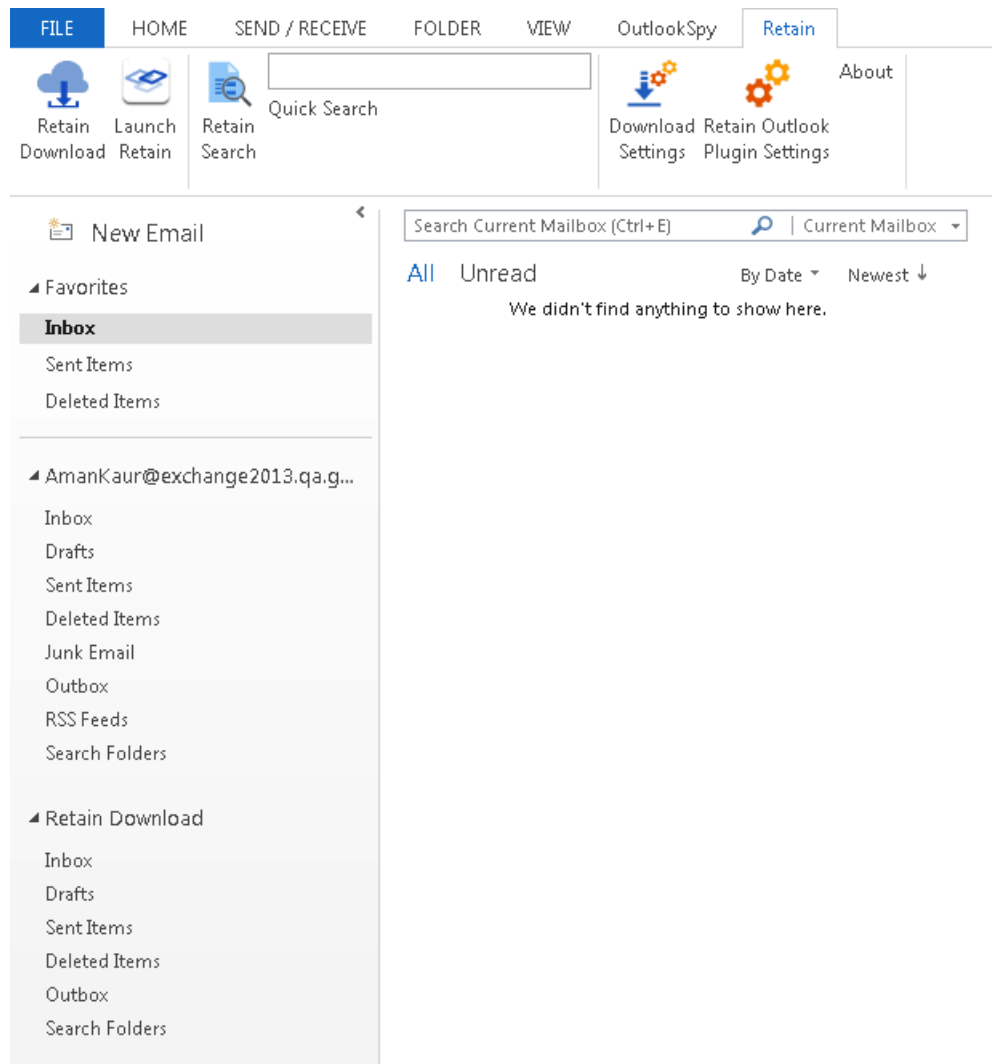 FILE HOME SEND / RECEIVE FOLDER VIEW OutlookSpy Retain
Retain Download
Launch Retain
Retain Search
Quick Search
Download Settings
Retain Outlook Plugin Settings
About
New Email
Favorites
Inbox
Sent Items
Deleted Items
AmanKaur@exchange2013.qa.g...
Inbox
Drafts
Sent Items
Deleted Items
Junk Email
Outbox
RSS Feeds
Search Folders
Retain Download
Inbox
Drafts
Sent Items
Deleted Items
Outbox
Search Folders
Search Current Mailbox (Ctrl+E) Current Mailbox
All Unread By Date Newest
We didn't find anything to show here.